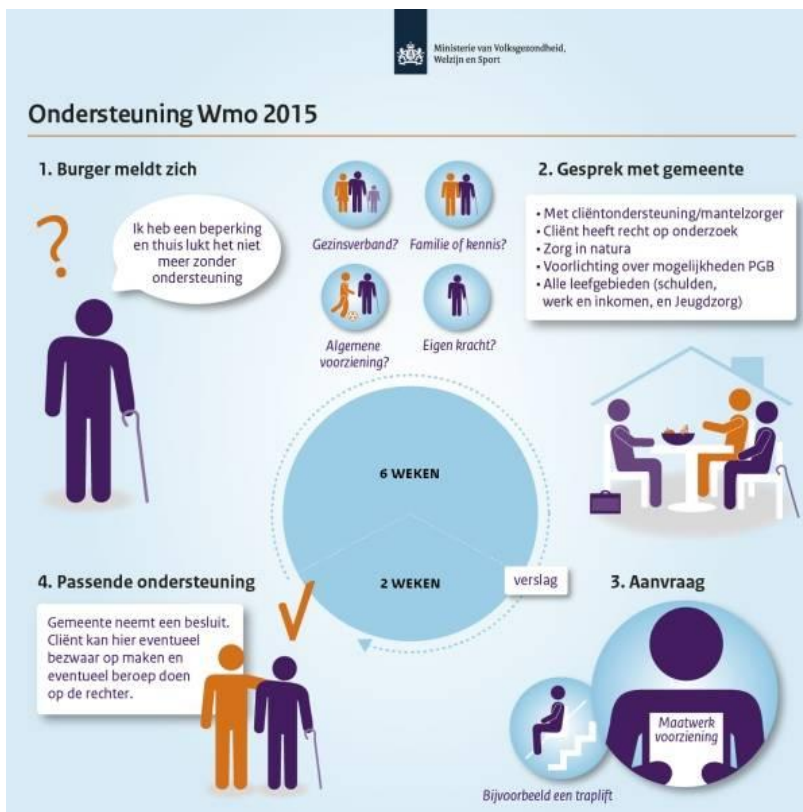 Ministerie van Volksgezondheid,
Welzijn en Sport
Ondersteuning Wmo 2015
1. Burger meldt zich
?
Ik heb een beperking
en thuis lukt het niet
meer zonder
ondersteuning
Gezinsverband?
Familie of kennis?
Algemene
voorziening?
Eigen kracht?
2. Gesprek met gemeente
• Met cliëntondersteuning/mantelzorger
• Cliënt heeft recht op onderzoek
• Zorg in natura
• Voorlichting over mogelijkheden PGB
• Alle leefgebieden (schulden,
werk en inkomen, en Jeugdzorg)
6 WEKEN
2 WEKEN
verslag
3. Aanvraag
Maatwerk
voorziening
Bijvoorbeeld een traplift
4. Passende ondersteuning
Gemeente neemt een besluit.
Cliënt kan hier eventueel
bezwaar op maken en
eventueel beroep doen
op de rechter.